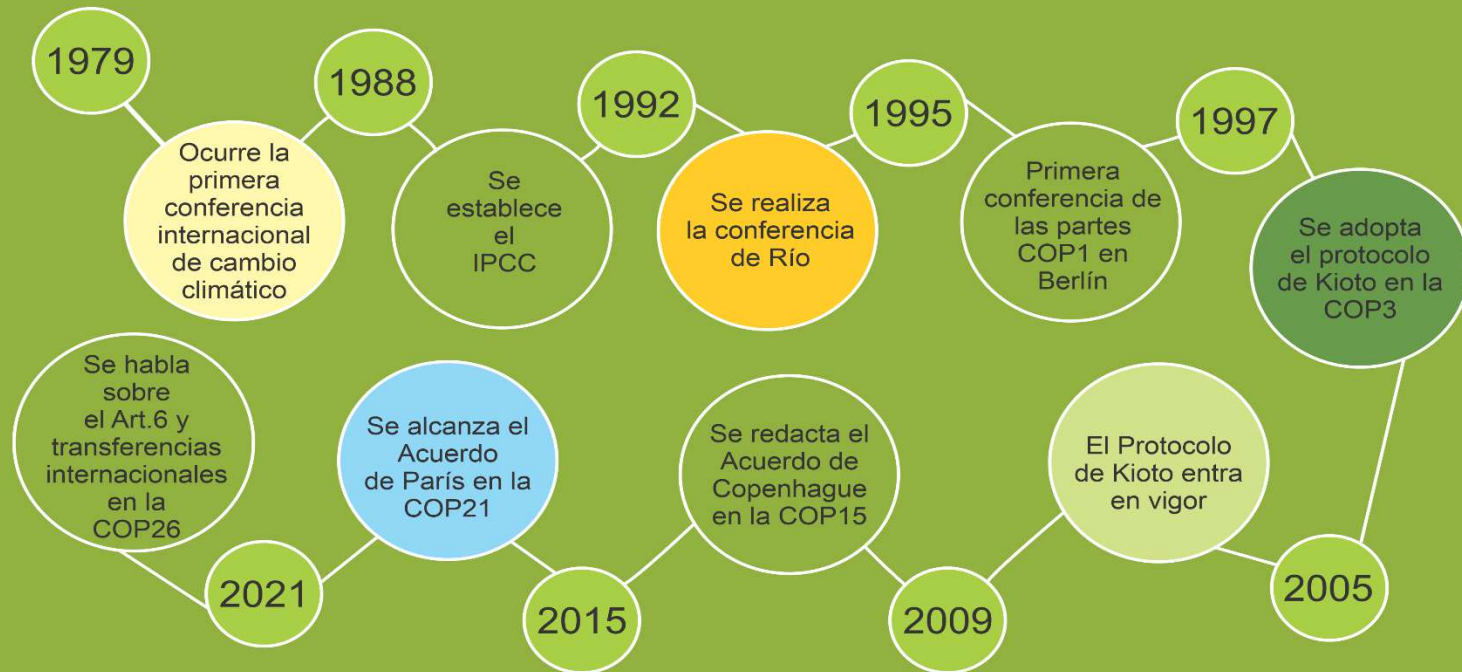 1979
Ocurre la
primera
conferencia
internacional
de cambio
climático
1988
Se
establece
el
IPCC
1992
Se realiza
la conferencia
de Río
1995
Primera
conferencia de
las partes
COP1 en
Berlín
1997
Se adopta
el protocolo
de Kioto en la
COP3
2005
El Protocolo
de Kioto entra
en vigor
2009
Se redacta el
Acuerdo de
Copenhague
en la COP15
2015
Se alcanza el
Acuerdo
de París en la
COP21
2021
Se habla
sobre
el Art.6 y
transferencias
internacionales
en la
COP26